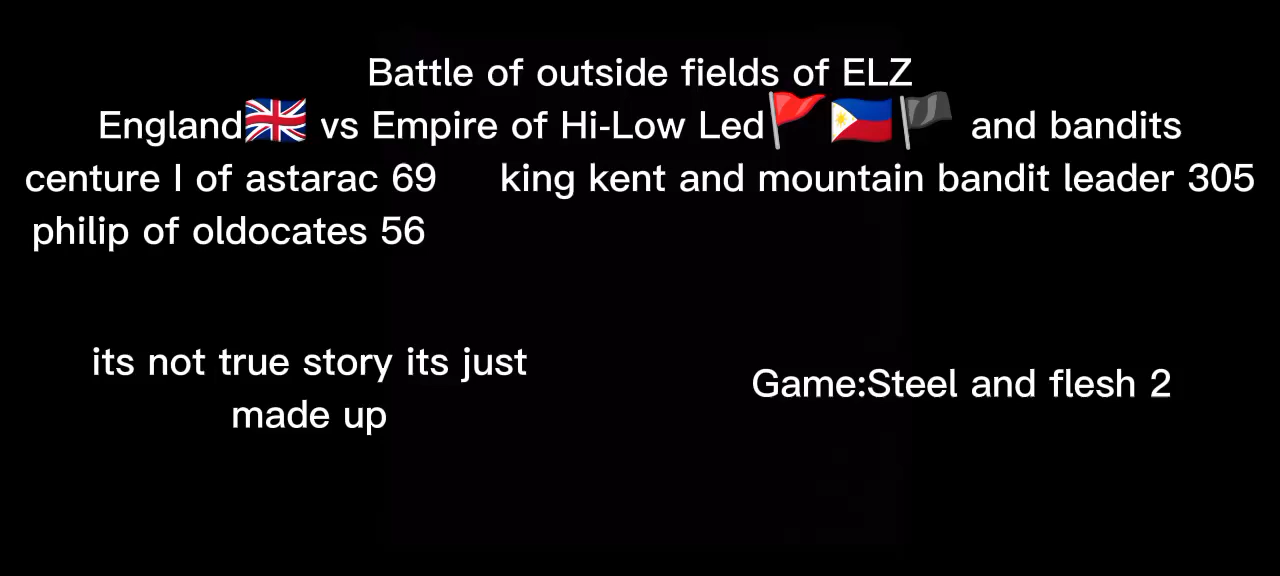 Battle of outside fields of ELZ
England🇬🇧 vs Empire of Hi-Low Led🚩🇵🇭🏴 and bandits
centure I of astarac 69 king kent and mountain bandit leader 305
philip of oldocates 56
its not true story its just
made up
Game:Steel and flesh 2